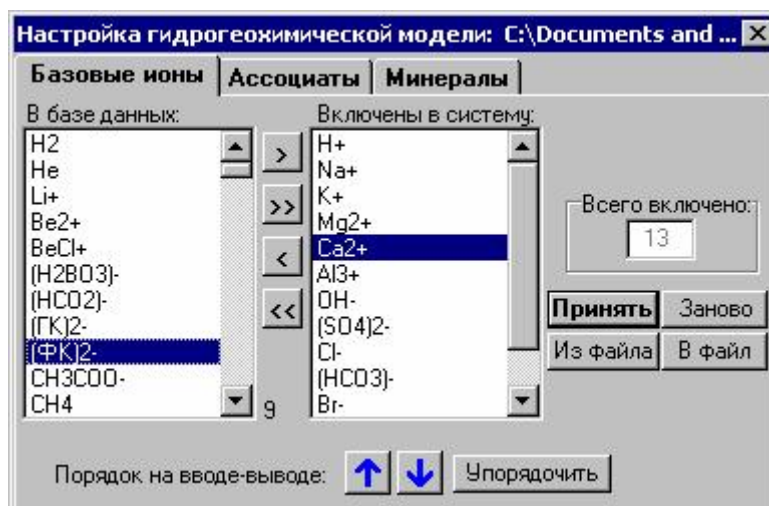 Настройка гидрогеохимической модели: C:\Documents and ...
Базовые ионы Ассоциаты Минералы
В базе данных:
H2
He
Li+
Be2+
BeCl+
(H2BO3)-
(HCO2)-
(ГК)2-
(ФК)2-
CH3COO-
CH4
>
>>
<
<<
9
Включены в систему:
H+
Na+
K+
Mg2+
Ca2+
Al3+
OH-
(SO4)2-
Cl-
(HCO3)-
Br-
Всего включено:
13
Принять Заново
Из файла В файл
Порядок на вводе-выводе: Упорядочить